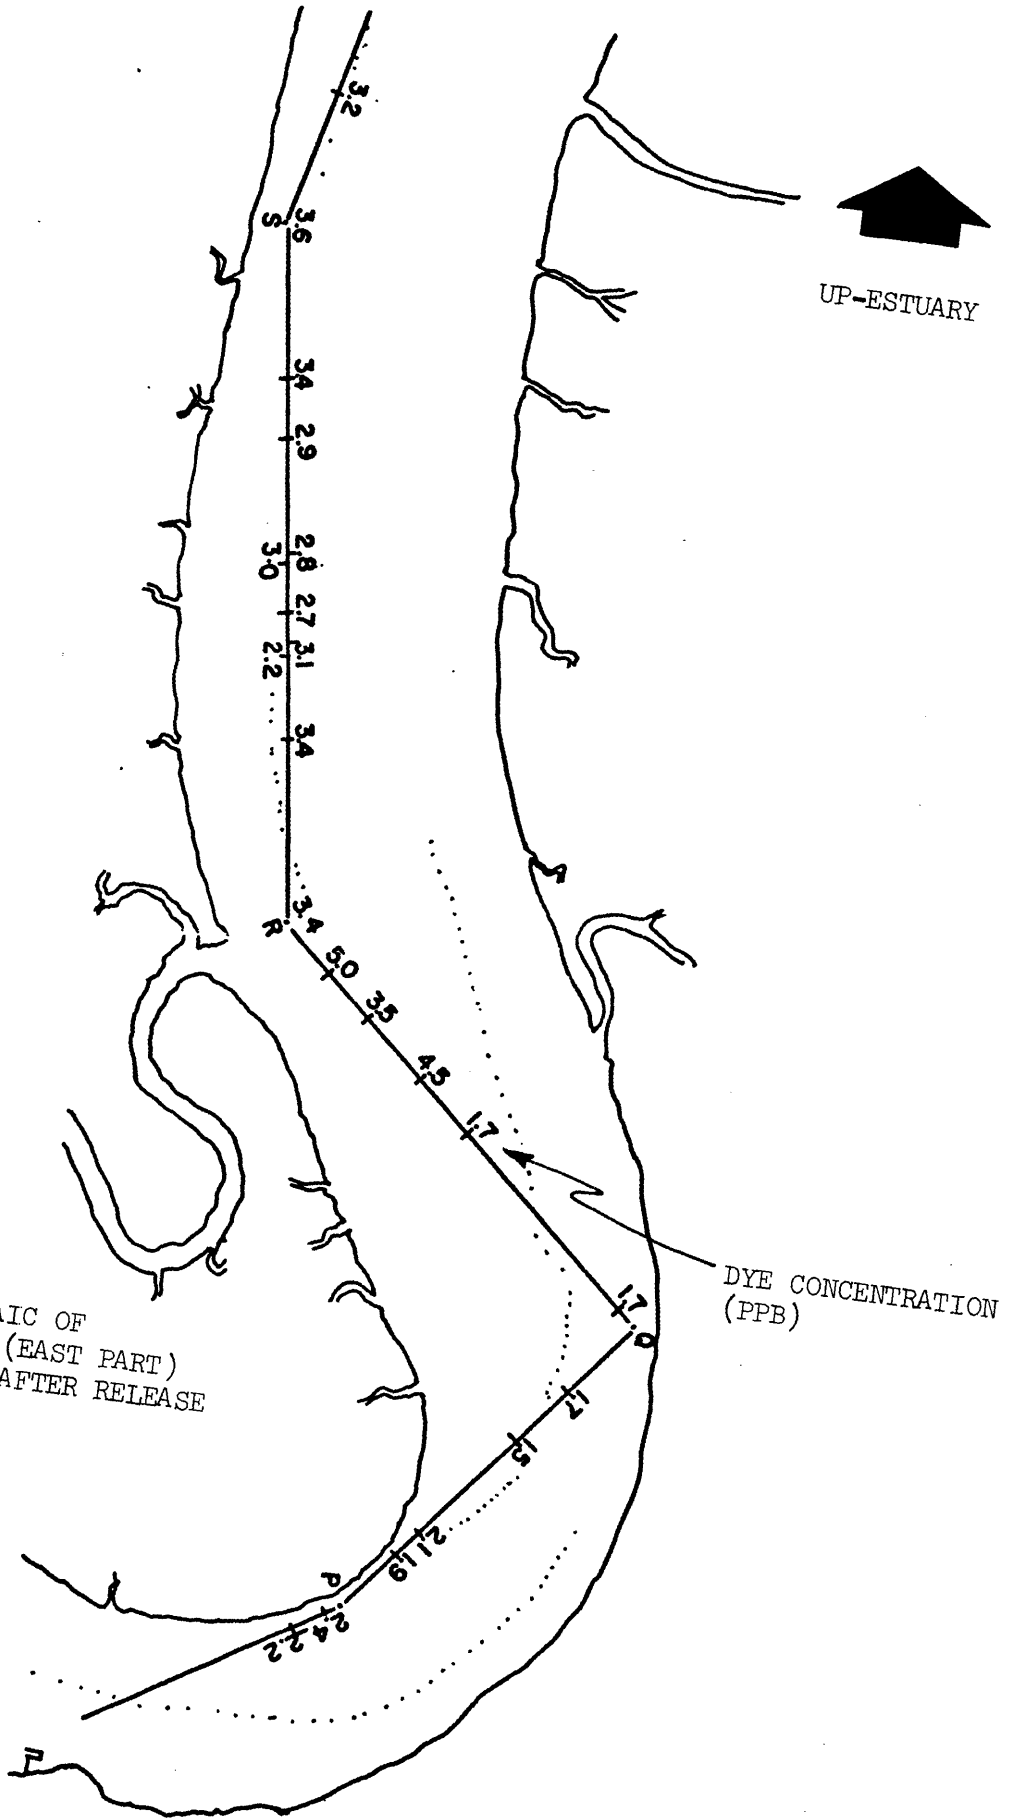 3.2
S
3.6
3.4
2.9
2.8
3.0
2.7
3.1
2.2
3.4
3.4
R
5.0
3.5
4.5
1.7
1.7
Q
1.7
1.5
2.1
1.9
P
2.4
2.2
UP-ESTUARY
DYE CONCENTRATION
(PPB)
AIC OF
(EAST PART)
AFTER RELEASE